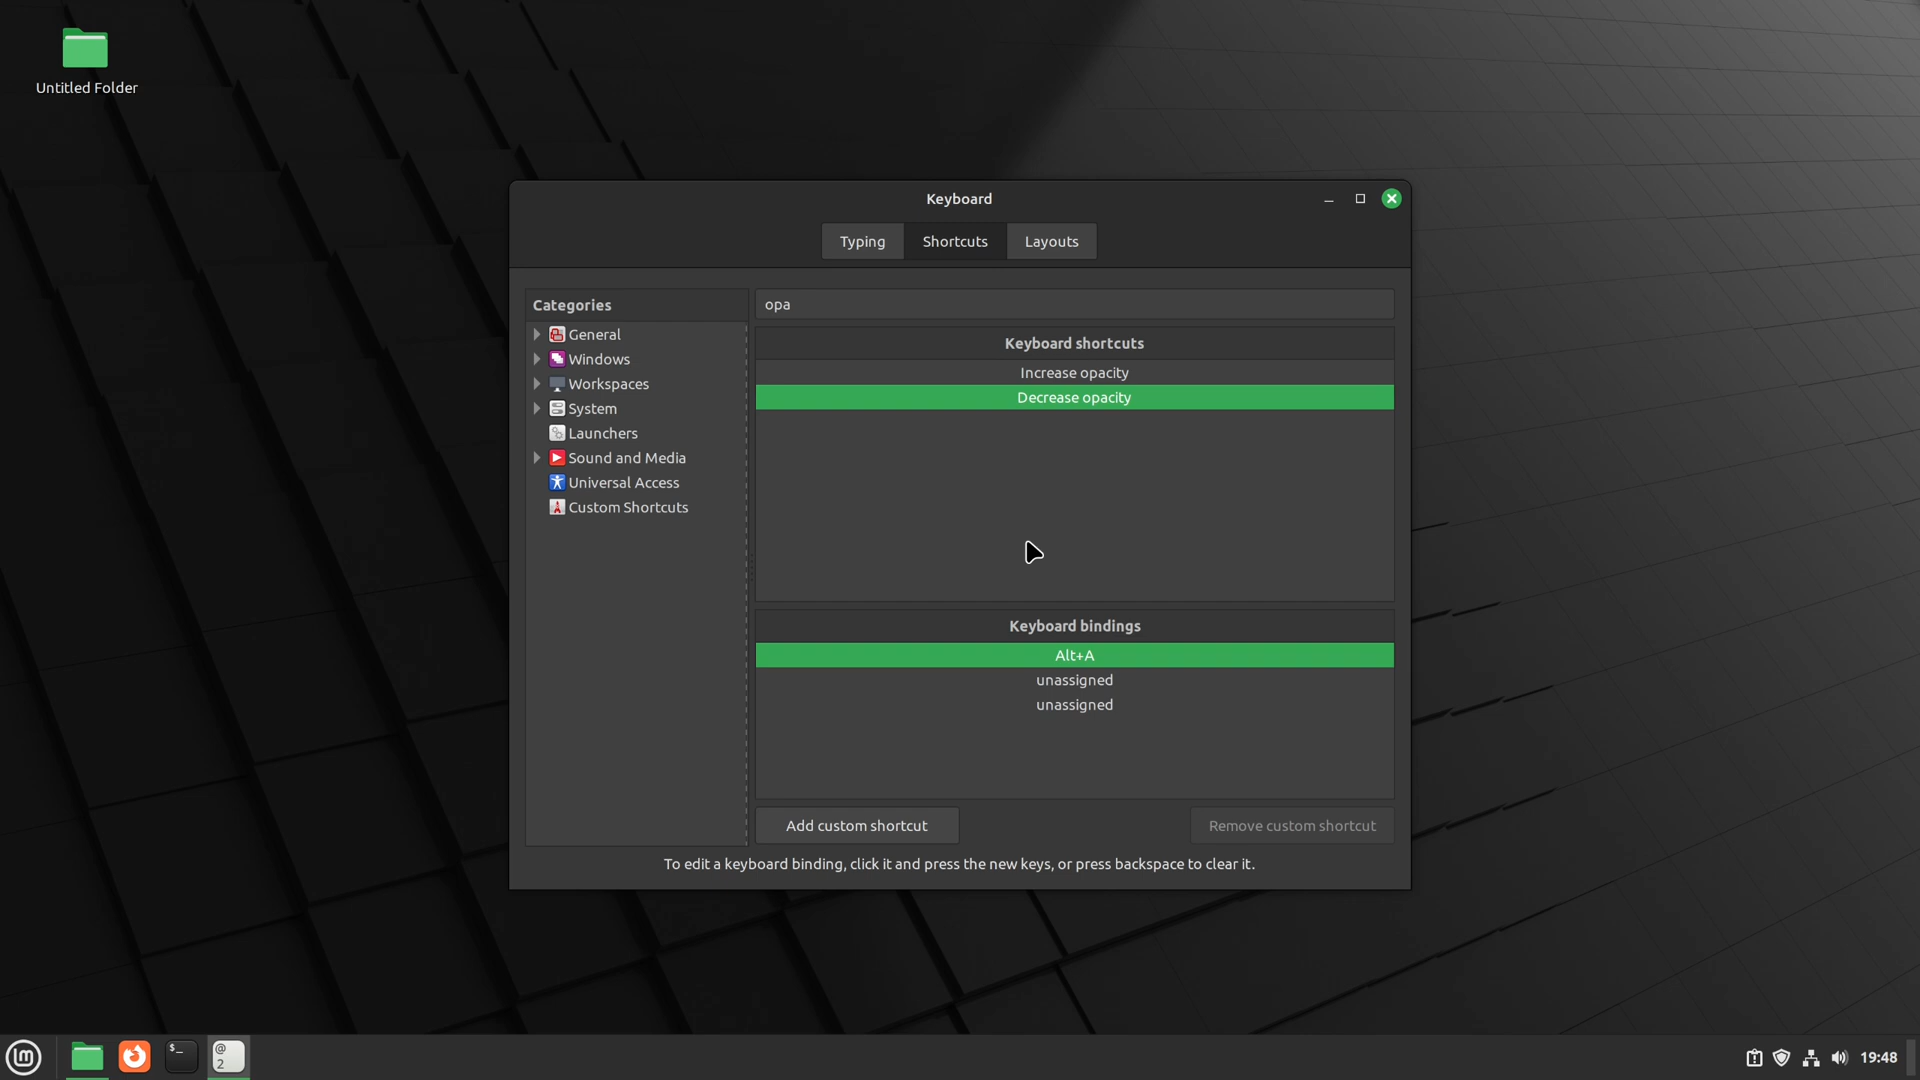 Untitled Folder
Keyboard
Typing
Shortcuts
Layouts
Categories
General
Windows
Workspaces
System
Launchers
Sound and Media
Universal Access
Custom Shortcuts
opa
Keyboard shortcuts
Increase opacity
Decrease opacity
Keyboard bindings
Alt+A
unassigned
unassigned
Add custom shortcut
Remove custom shortcut
To edit a keyboard binding, click it and press the new keys, or press backspace to clear it.
$_
@
2
19:48